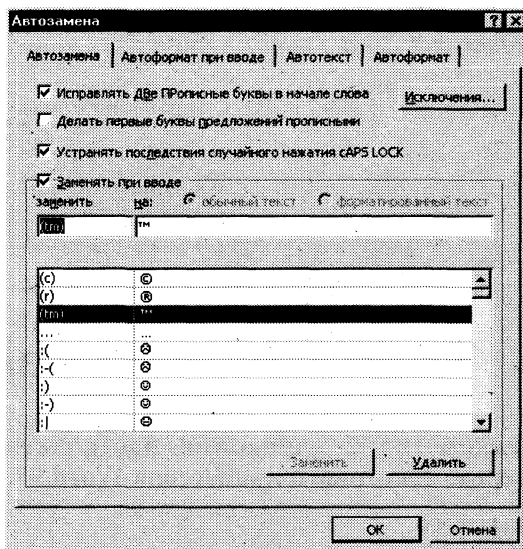 Автозамена
Автозамена Автоформат при вводе Автотекст Автоформат
Исправлять ДВе ПРописные буквы в начале слова Исключения...
Делать первые буквы предложений прописными
Устранять последствия случайного нажатия cAPS LOCK
Заменять при вводе
заменить на: обычный текст форматированный текст
(tm) ™
(c) ©
(r) ®
(tm) ™
... ...
:( ☹
:-( ☹
:) ☺
:-) ☺
:| 😐
Заменить Удалить
OK Отмена